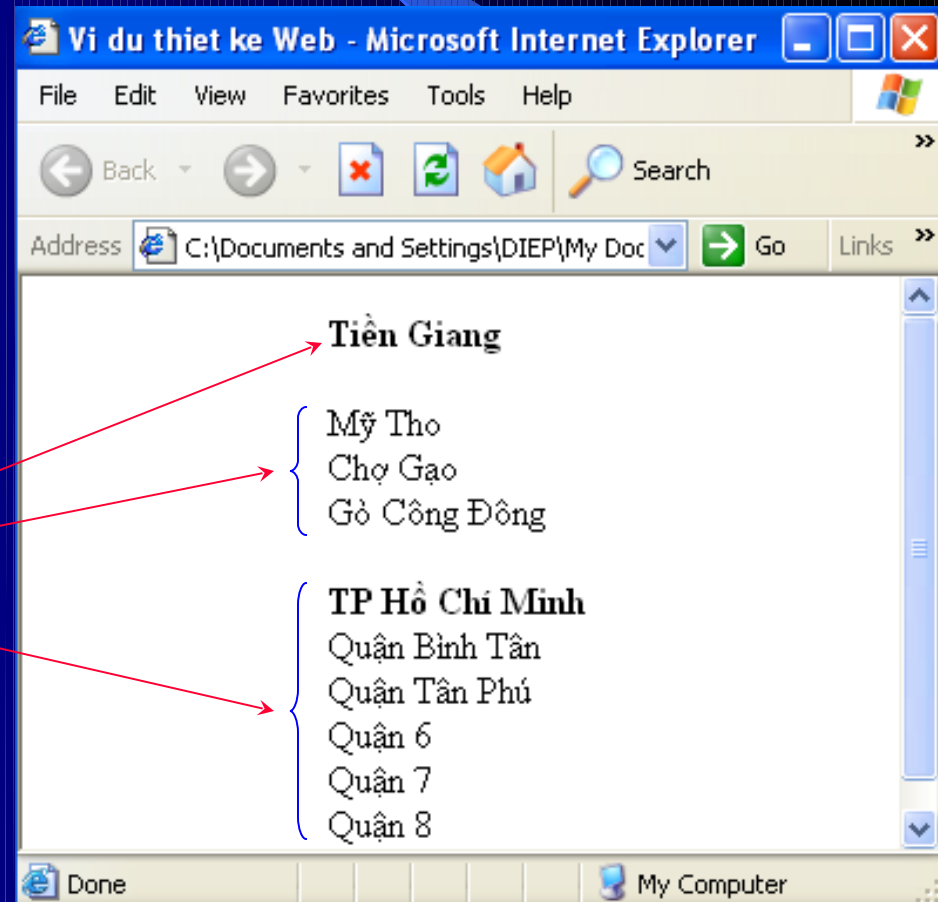 Vi du thiet ke Web - Microsoft Internet Explorer
File Edit View Favorites Tools Help
Back Search »
Address C:\Documents and Settings\DIEP\My Doc Go Links »
Tiền Giang
Mỹ Tho
Chợ Gạo
Gò Công Đông
TP Hồ Chí Minh
Quận Bình Tân
Quận Tân Phú
Quận 6
Quận 7
Quận 8
Done My Computer